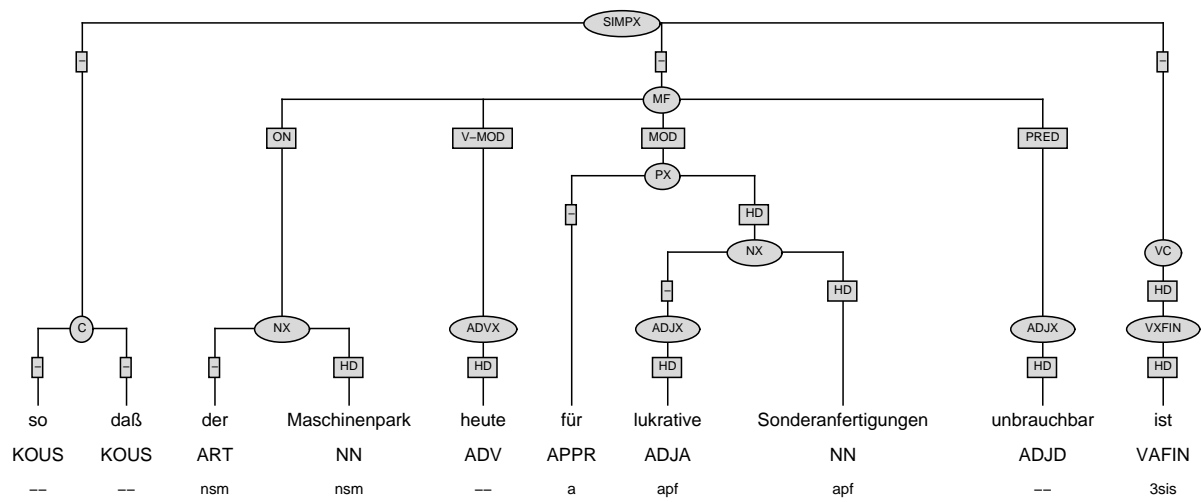 SIMPX
– – –
MF
ON V–MOD MOD PRED
PX
– HD
NX VC
– HD HD
C NX ADVX ADJX ADJX VXFIN
– – – HD HD HD HD HD
so daß der Maschinenpark heute für lukrative Sonderanfertigungen unbrauchbar ist
KOUS KOUS ART NN ADV APPR ADJA NN ADJD VAFIN
–– –– nsm nsm –– a apf apf –– 3sis